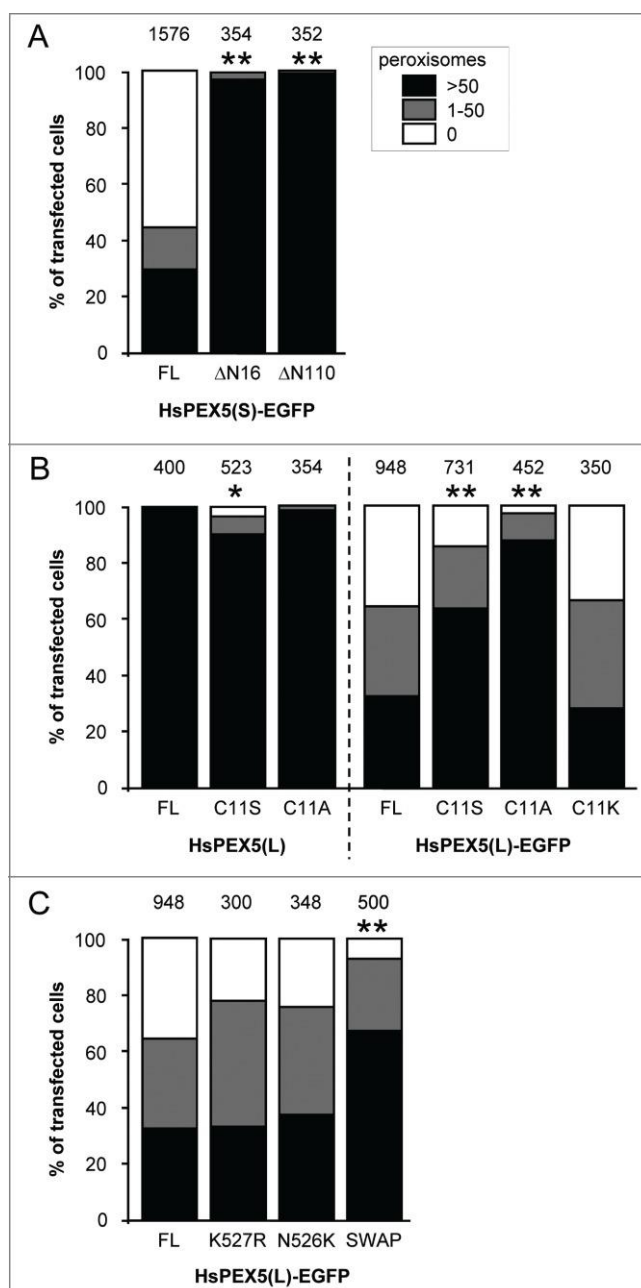 A
1576 354 352
** **
peroxisomes
>50
1-50
0
100
80
60
40
20
0
% of transfected cells
FL ΔN16 ΔN110
HsPEX5(S)-EGFP
B
400 523 354 948 731 452 350
* ** **
100
80
60
40
20
0
% of transfected cells
FL C11S C11A FL C11S C11A C11K
HsPEX5(L) HsPEX5(L)-EGFP
C
948 300 348 500
**
100
80
60
40
20
0
% of transfected cells
FL K527R N526K SWAP
HsPEX5(L)-EGFP